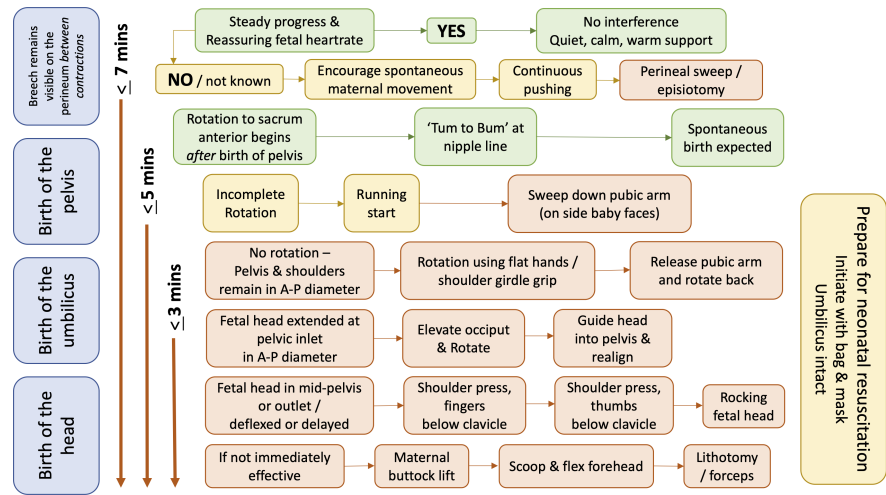 Breech remains
visible on the
perineum between
contractions
Birth of the
pelvis
Birth of the
umbilicus
Birth of the
head
≤ 7 mins
≤5 mins
≤3 mins
Steady progress &
Reassuring fetal heartrate
YES
No interference
Quiet, calm, warm support
NO / not known
Encourage spontaneous
maternal movement
Continuous
pushing
Perineal sweep /
episiotomy
Rotation to sacrum
anterior begins
after birth of pelvis
‘Tum to Bum’ at
nipple line
Spontaneous
birth expected
Incomplete
Rotation
Running
start
Sweep down pubic arm
(on side baby faces)
No rotation –
Pelvis & shoulders
remain in A-P diameter
Rotation using flat hands /
shoulder girdle grip
Release pubic arm
and rotate back
Fetal head extended at
pelvic inlet
in A-P diameter
Elevate occiput
& Rotate
Guide head
into pelvis &
realign
Fetal head in mid-pelvis
or outlet /
deflexed or delayed
Shoulder press,
fingers
below clavicle
Shoulder press,
thumbs
below clavicle
Rocking
fetal head
If not immediately
effective
Maternal
buttock lift
Scoop & flex forehead
Lithotomy
/ forceps
Prepare for neonatal resuscitation
Initiate with bag & mask
Umbilicus intact